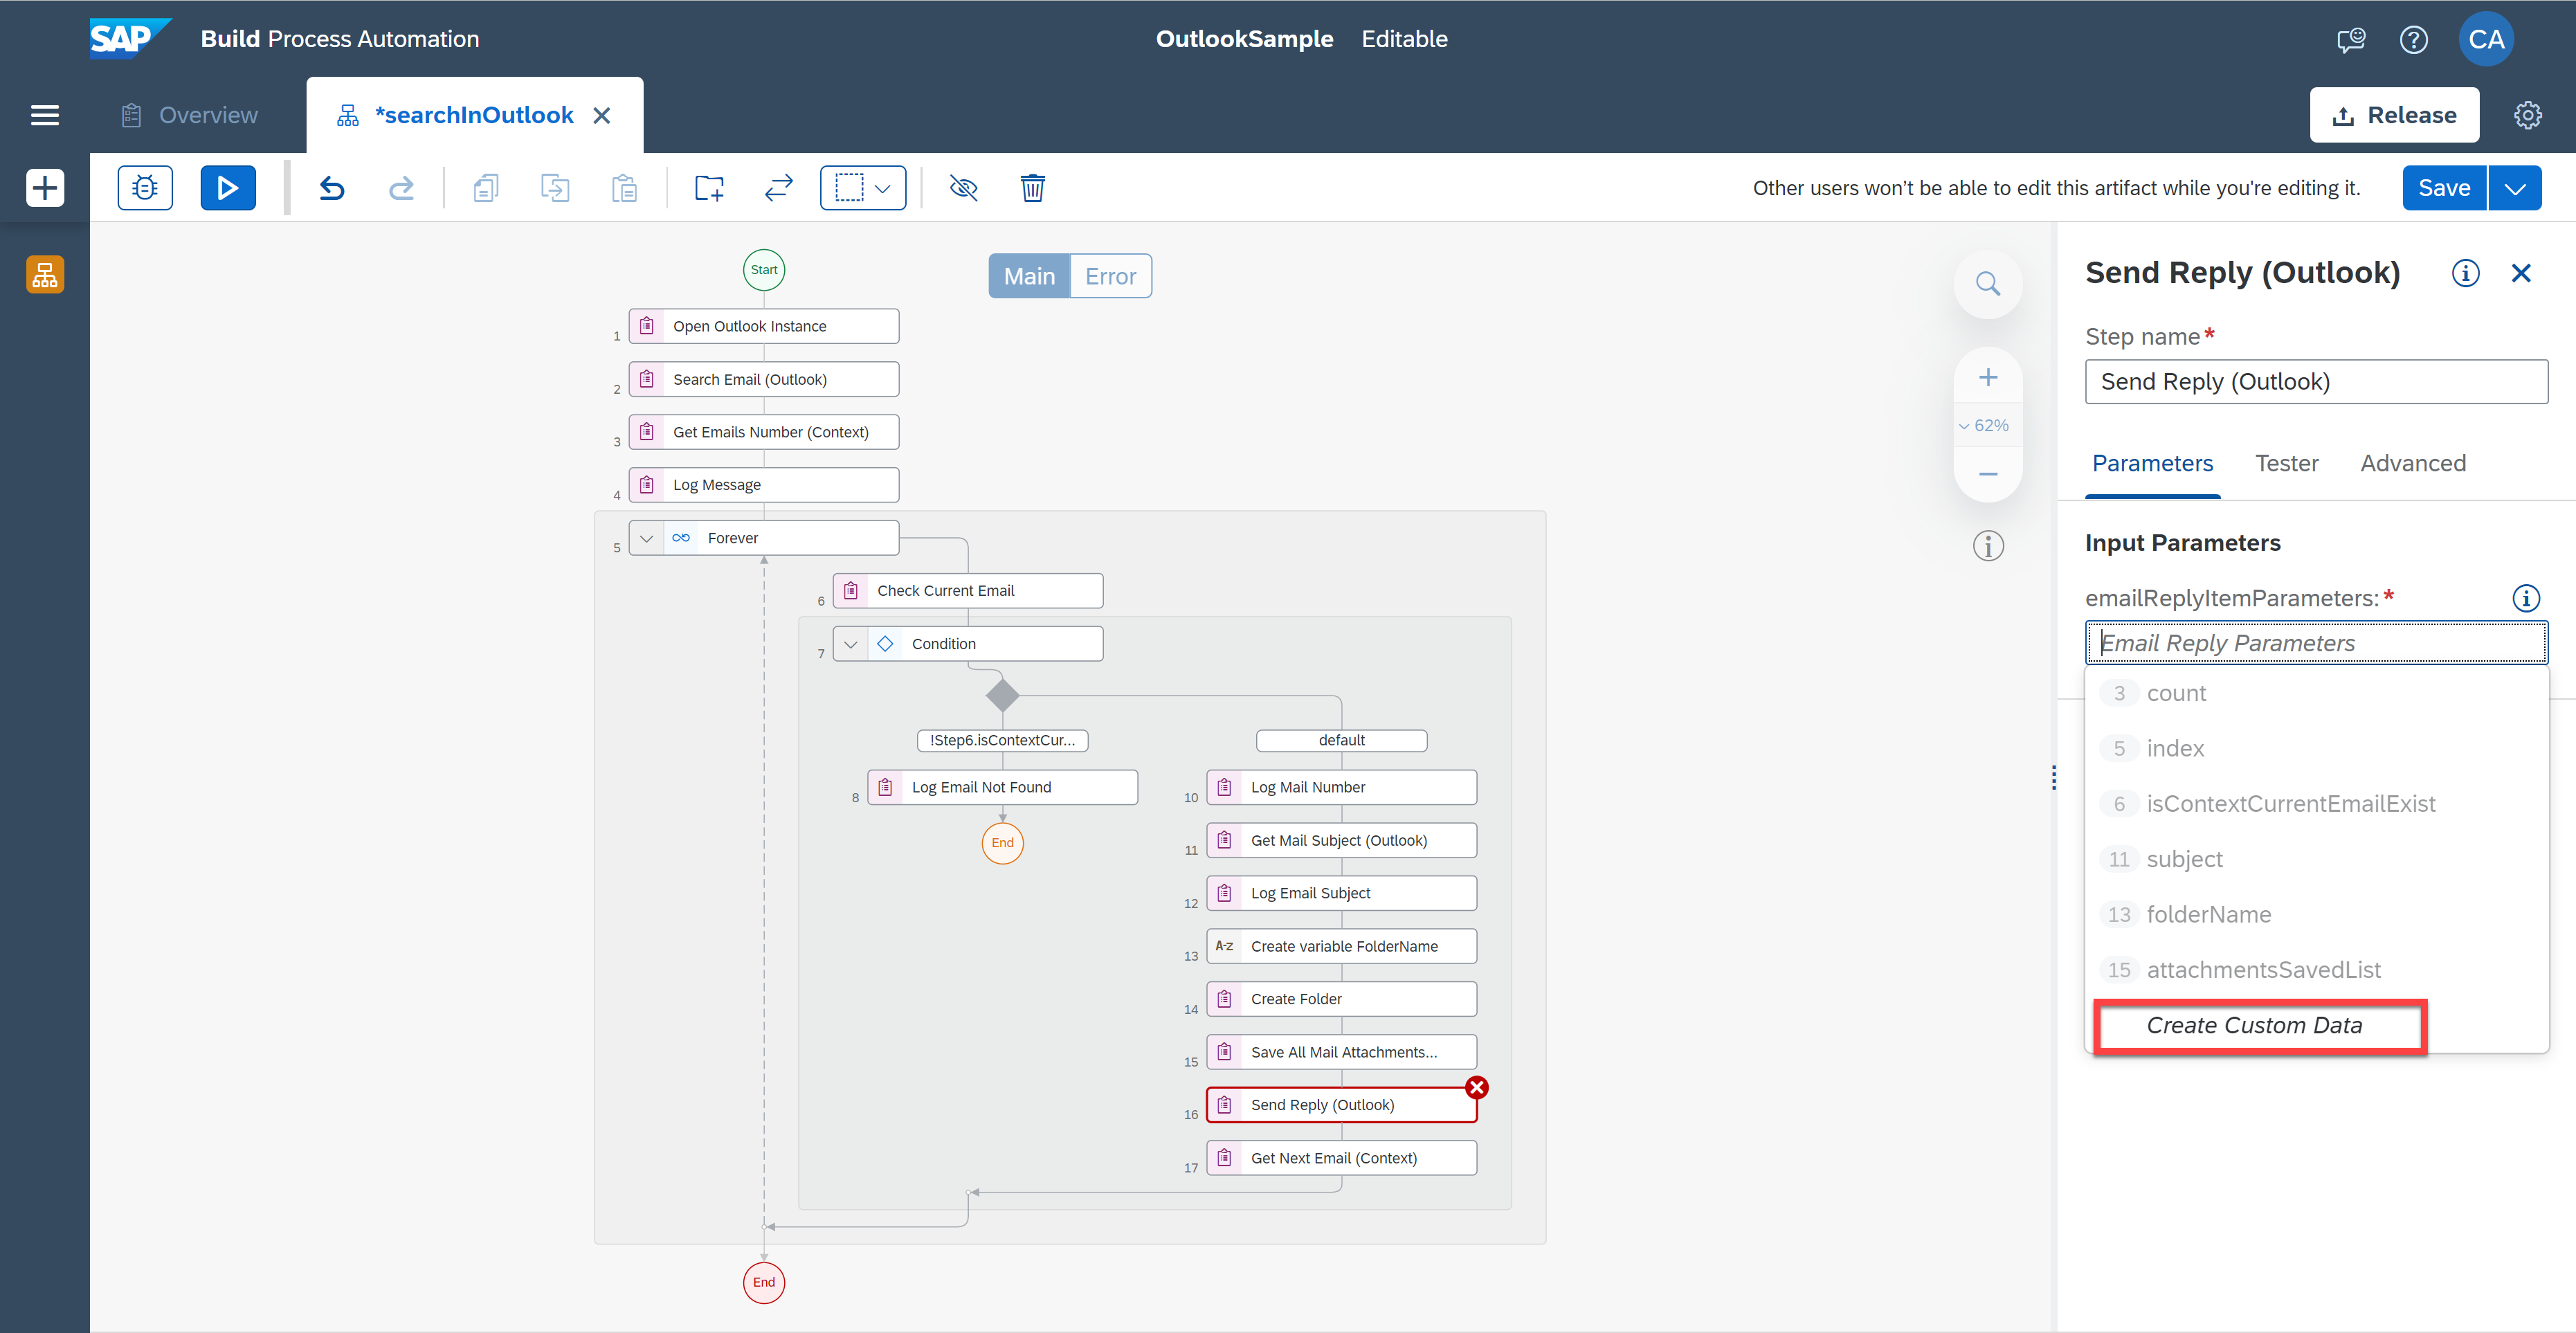 SAP Build Process Automation
OutlookSample Editable
CA
Overview
*searchInOutlook
Release
Other users won't be able to edit this artifact while you're editing it.
Save
Start
Main Error
1 Open Outlook Instance
2 Search Email (Outlook)
3 Get Emails Number (Context)
4 Log Message
5 Forever
6 Check Current Email
7 Condition
!Step6.isContextCur...
default
8 Log Email Not Found
End
10 Log Mail Number
11 Get Mail Subject (Outlook)
12 Log Email Subject
13 A-Z Create variable FolderName
14 Create Folder
15 Save All Mail Attachments...
16 Send Reply (Outlook)
17 Get Next Email (Context)
End
62%
Send Reply (Outlook)
Step name*
Send Reply (Outlook)
Parameters Tester Advanced
Input Parameters
emailReplyItemParameters:*
Email Reply Parameters
3 count
5 index
6 isContextCurrentEmailExist
11 subject
13 folderName
15 attachmentsSavedList
Create Custom Data